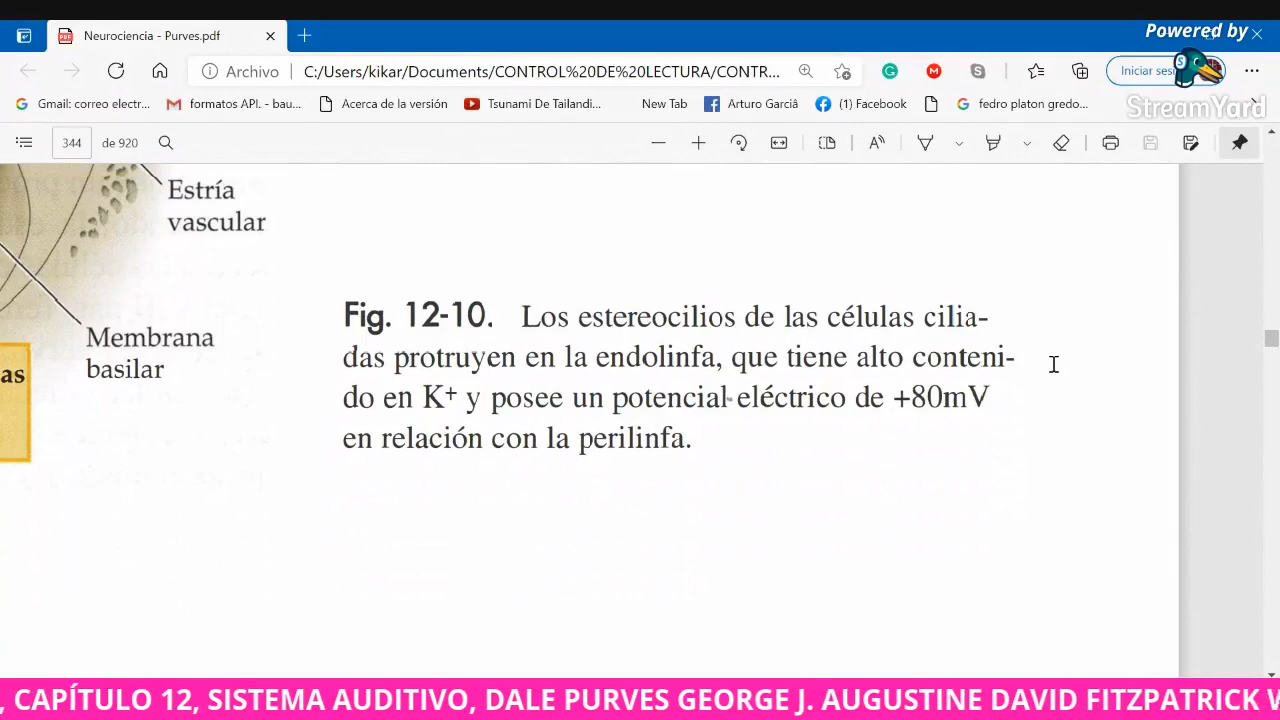 Powered by
Neurociencia - Purves.pdf
Archivo C:/Users/kikar/Documents/CONTROL%20DE%20LECTURA/CONTR...
Iniciar
StreamYard
Gmail: correo electr... formatos API. - bau... Acerca de la versión Tsunami De Tailandi... New Tab Arturo Garciâ (1) Facebook fedro platon gredo...
344 de 920
Estría
vascular
Membrana
basilar
as
Fig. 12-10. Los estereocilios de las células cilia-
das protruyen en la endolinfa, que tiene alto conteni-
do en K+ y posee un potencial eléctrico de +80mV
en relación con la perilinfa.
, CAPÍTULO 12, SISTEMA AUDITIVO, DALE PURVES GEORGE J. AUGUSTINE DAVID FITZPATRICK W